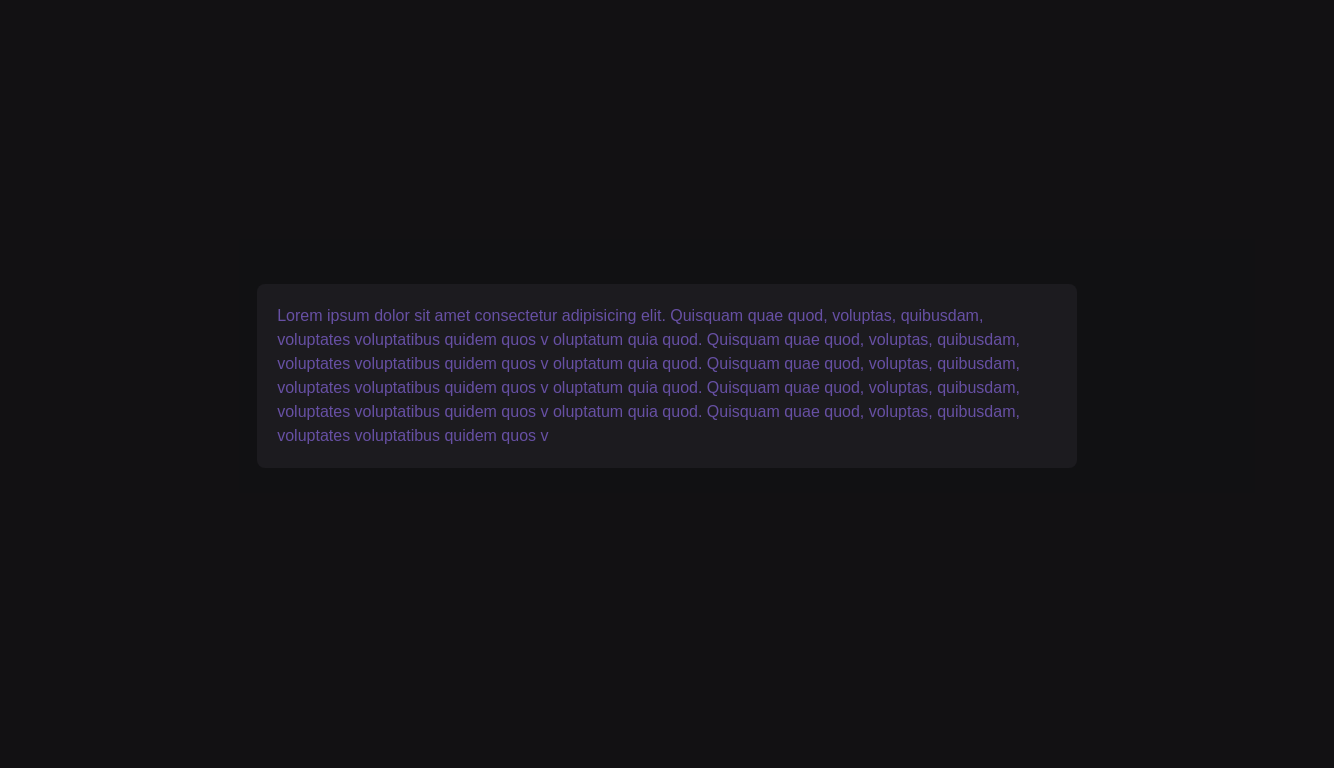 Lorem ipsum dolor sit amet consectetur adipisicing elit. Quisquam quae quod, voluptas, quibusdam,
voluptates voluptatibus quidem quos v oluptatum quia quod. Quisquam quae quod, voluptas, quibusdam,
voluptates voluptatibus quidem quos v oluptatum quia quod. Quisquam quae quod, voluptas, quibusdam,
voluptates voluptatibus quidem quos v oluptatum quia quod. Quisquam quae quod, voluptas, quibusdam,
voluptates voluptatibus quidem quos v oluptatum quia quod. Quisquam quae quod, voluptas, quibusdam,
voluptates voluptatibus quidem quos v